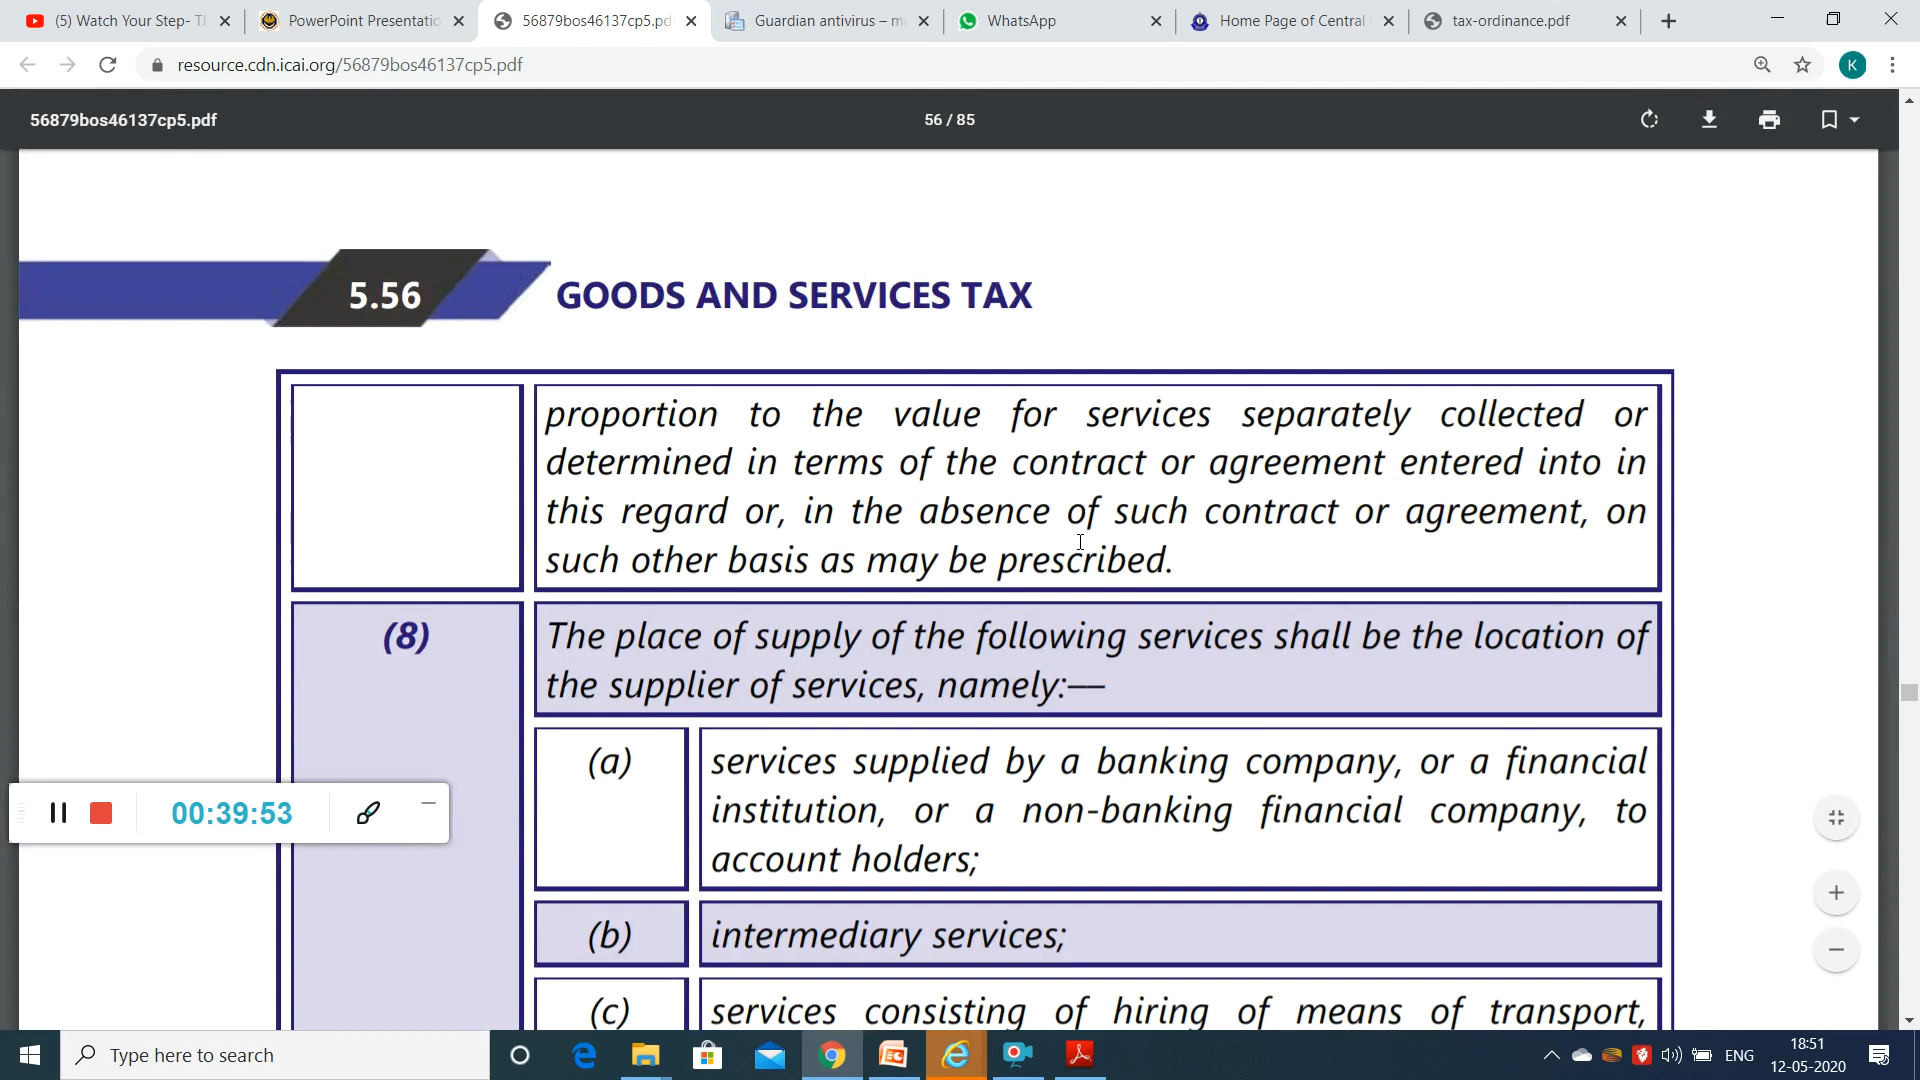 (5) Watch Your Step- Th
PowerPoint Presentatio
56879bos46137cp5.pd
Guardian antivirus – m
WhatsApp
Home Page of Central
tax-ordinance.pdf
resource.cdn.icai.org/56879bos46137cp5.pdf
K
56879bos46137cp5.pdf
56 / 85
5.56
GOODS AND SERVICES TAX
proportion to the value for services separately collected or
determined in terms of the contract or agreement entered into in
this regard or, in the absence of such contract or agreement, on
such other basis as may be prescribed.
(8)
The place of supply of the following services shall be the location of
the supplier of services, namely:––
(a)
services supplied by a banking company, or a financial
institution, or a non-banking financial company, to
account holders;
(b)
intermediary services;
(c)
services consisting of hiring of means of transport,
00:39:53
Type here to search
ENG
18:51
12-05-2020